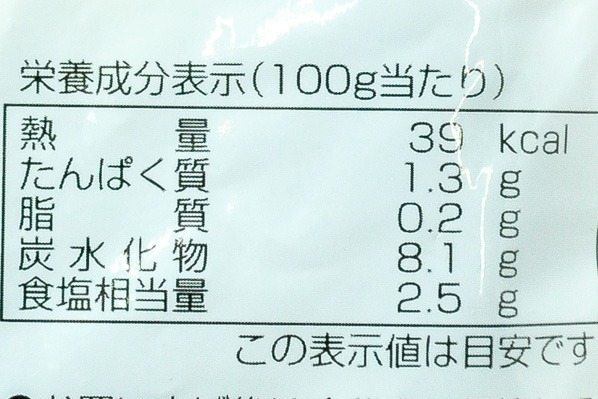 栄養成分表示(100g当たり)
熱量 39 kcal
たんぱく質 1.3 g
脂質 0.2 g
炭水化物 8.1 g
食塩相当量 2.5 g
この表示値は目安です